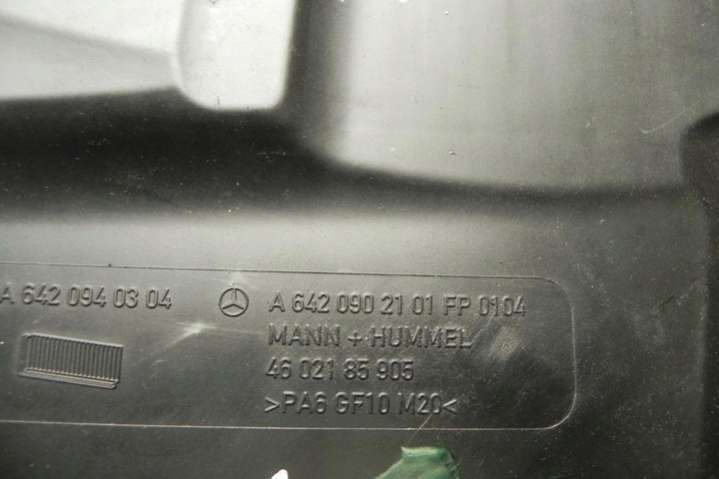 A 642 094 03 04
A 642 090 21 01 FP 0104
MANN + HUMMEL
46 021 85 905
>PA6 GF10 M20<